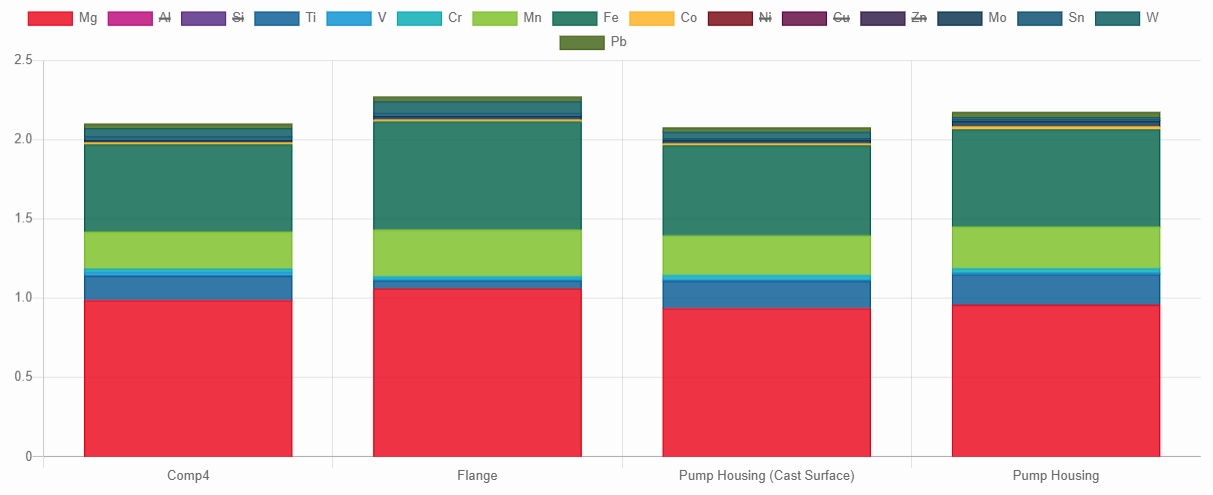 Mg Al Si Ti V Cr Mn Fe Co Ni Cu Zn Mo Sn W
Pb
2.5
2.0
1.5
1.0
0.5
0
Comp4 Flange Pump Housing (Cast Surface) Pump Housing